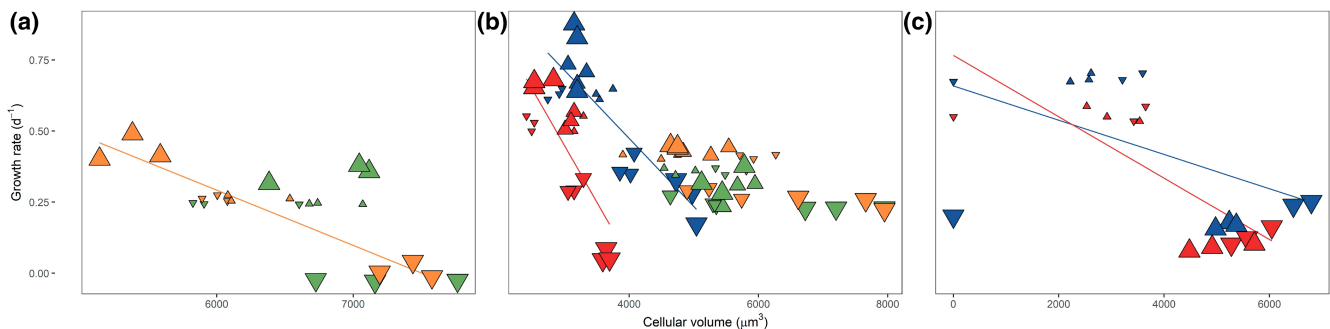 (a)
(b)
(c)
Growth rate (d⁻¹)
0.75
0.50
0.25
0.00
6000 7000
4000 6000 8000
0 2000 4000 6000
Cellular volume (μm³)